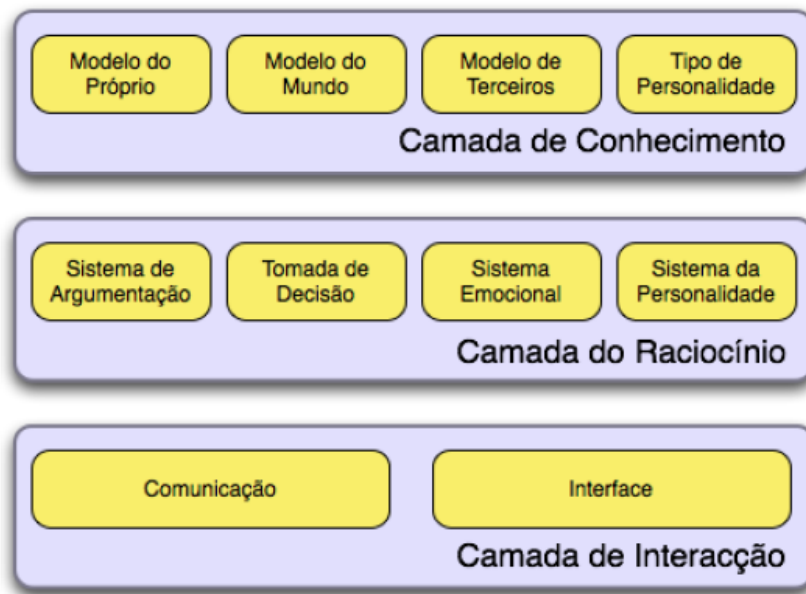 Modelo do
Próprio
Modelo do
Mundo
Modelo de
Terceiros
Tipo de
Personalidade
Camada de Conhecimento
Sistema de
Argumentação
Tomada de
Decisão
Sistema
Emocional
Sistema da
Personalidade
Camada do Raciocínio
Comunicação
Interface
Camada de Interacção